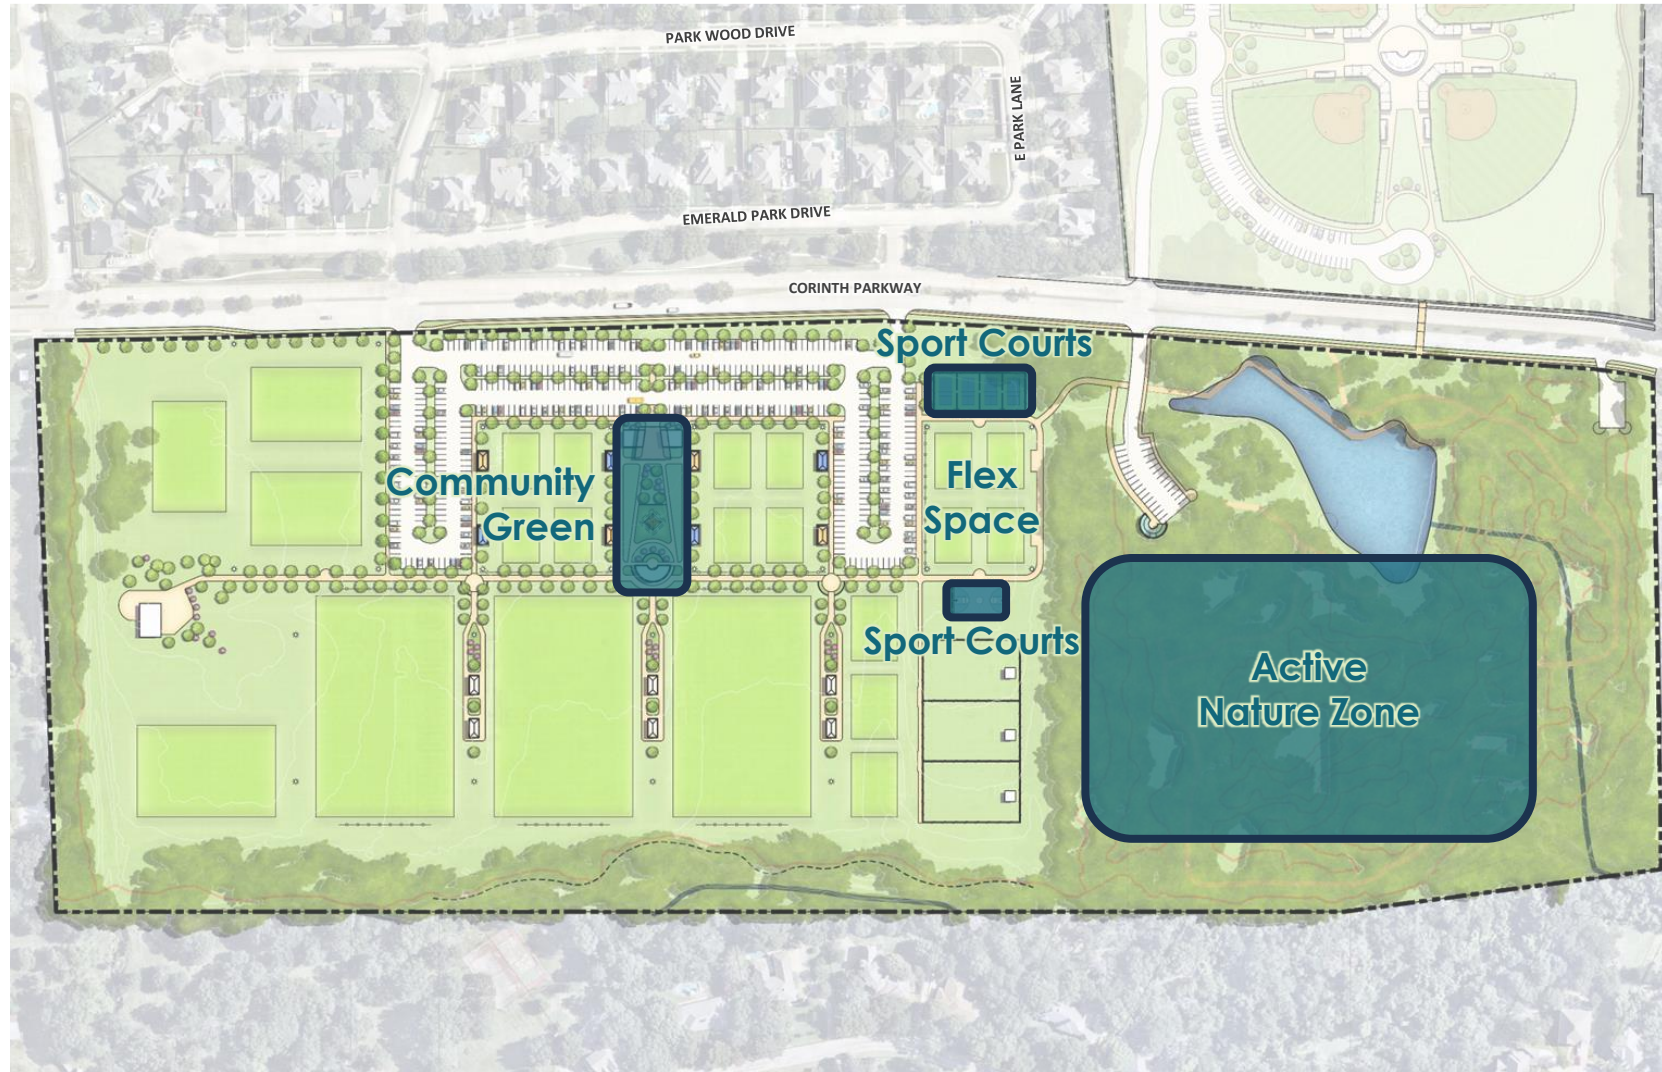 PARK WOOD DRIVE
E PARK LANE
EMERALD PARK DRIVE
CORINTH PARKWAY
Sport Courts
Community
Green
Flex
Space
Sport Courts
Active
Nature Zone